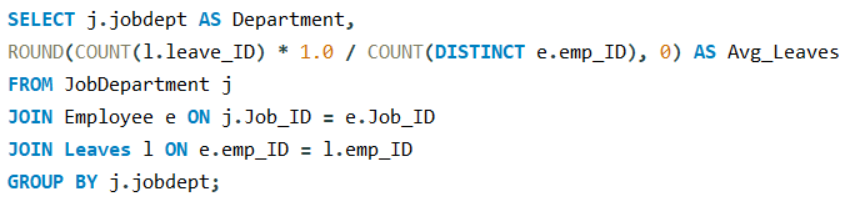 SELECT j.jobdept AS Department,
ROUND(COUNT(l.leave_ID) * 1.0 / COUNT(DISTINCT e.emp_ID), 0) AS Avg_Leaves
FROM JobDepartment j
JOIN Employee e ON j.Job_ID = e.Job_ID
JOIN Leaves l ON e.emp_ID = l.emp_ID
GROUP BY j.jobdept;